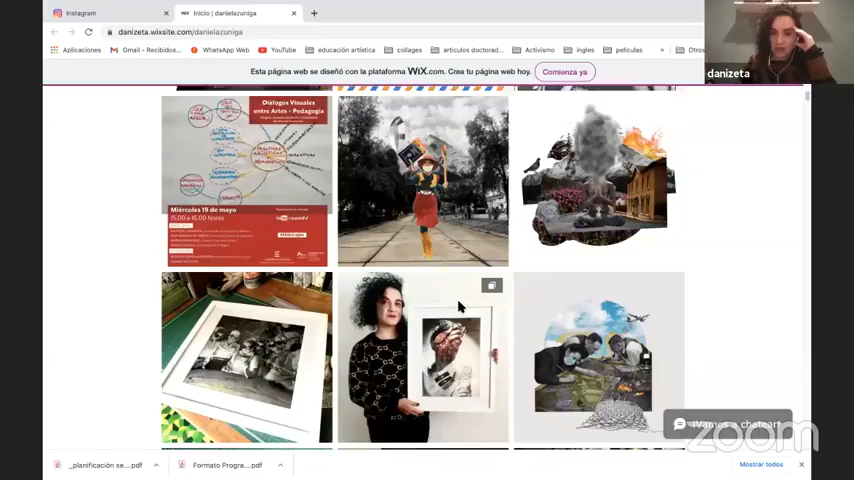 Instagram
Inicio | danielazuniga
danizeta.wixsite.com/danielazuniga
Aplicaciones
Gmail - Recibidos...
WhatsApp Web
YouTube
educación artística
collages
articulos doctorad...
Activismo
ingles
peliculas
Otros
danizeta
Esta página web se diseñó con la plataforma WiX.com. Crea tu página web hoy.
Comienza ya
Diálogos Visuales
entre Artes + Pedagogía
Miércoles 19 de mayo
15.00 a 16.00 horas
¡Vamos a chatear!
zoom
_planificación se....pdf
Formato Progra....pdf
Mostrar todos